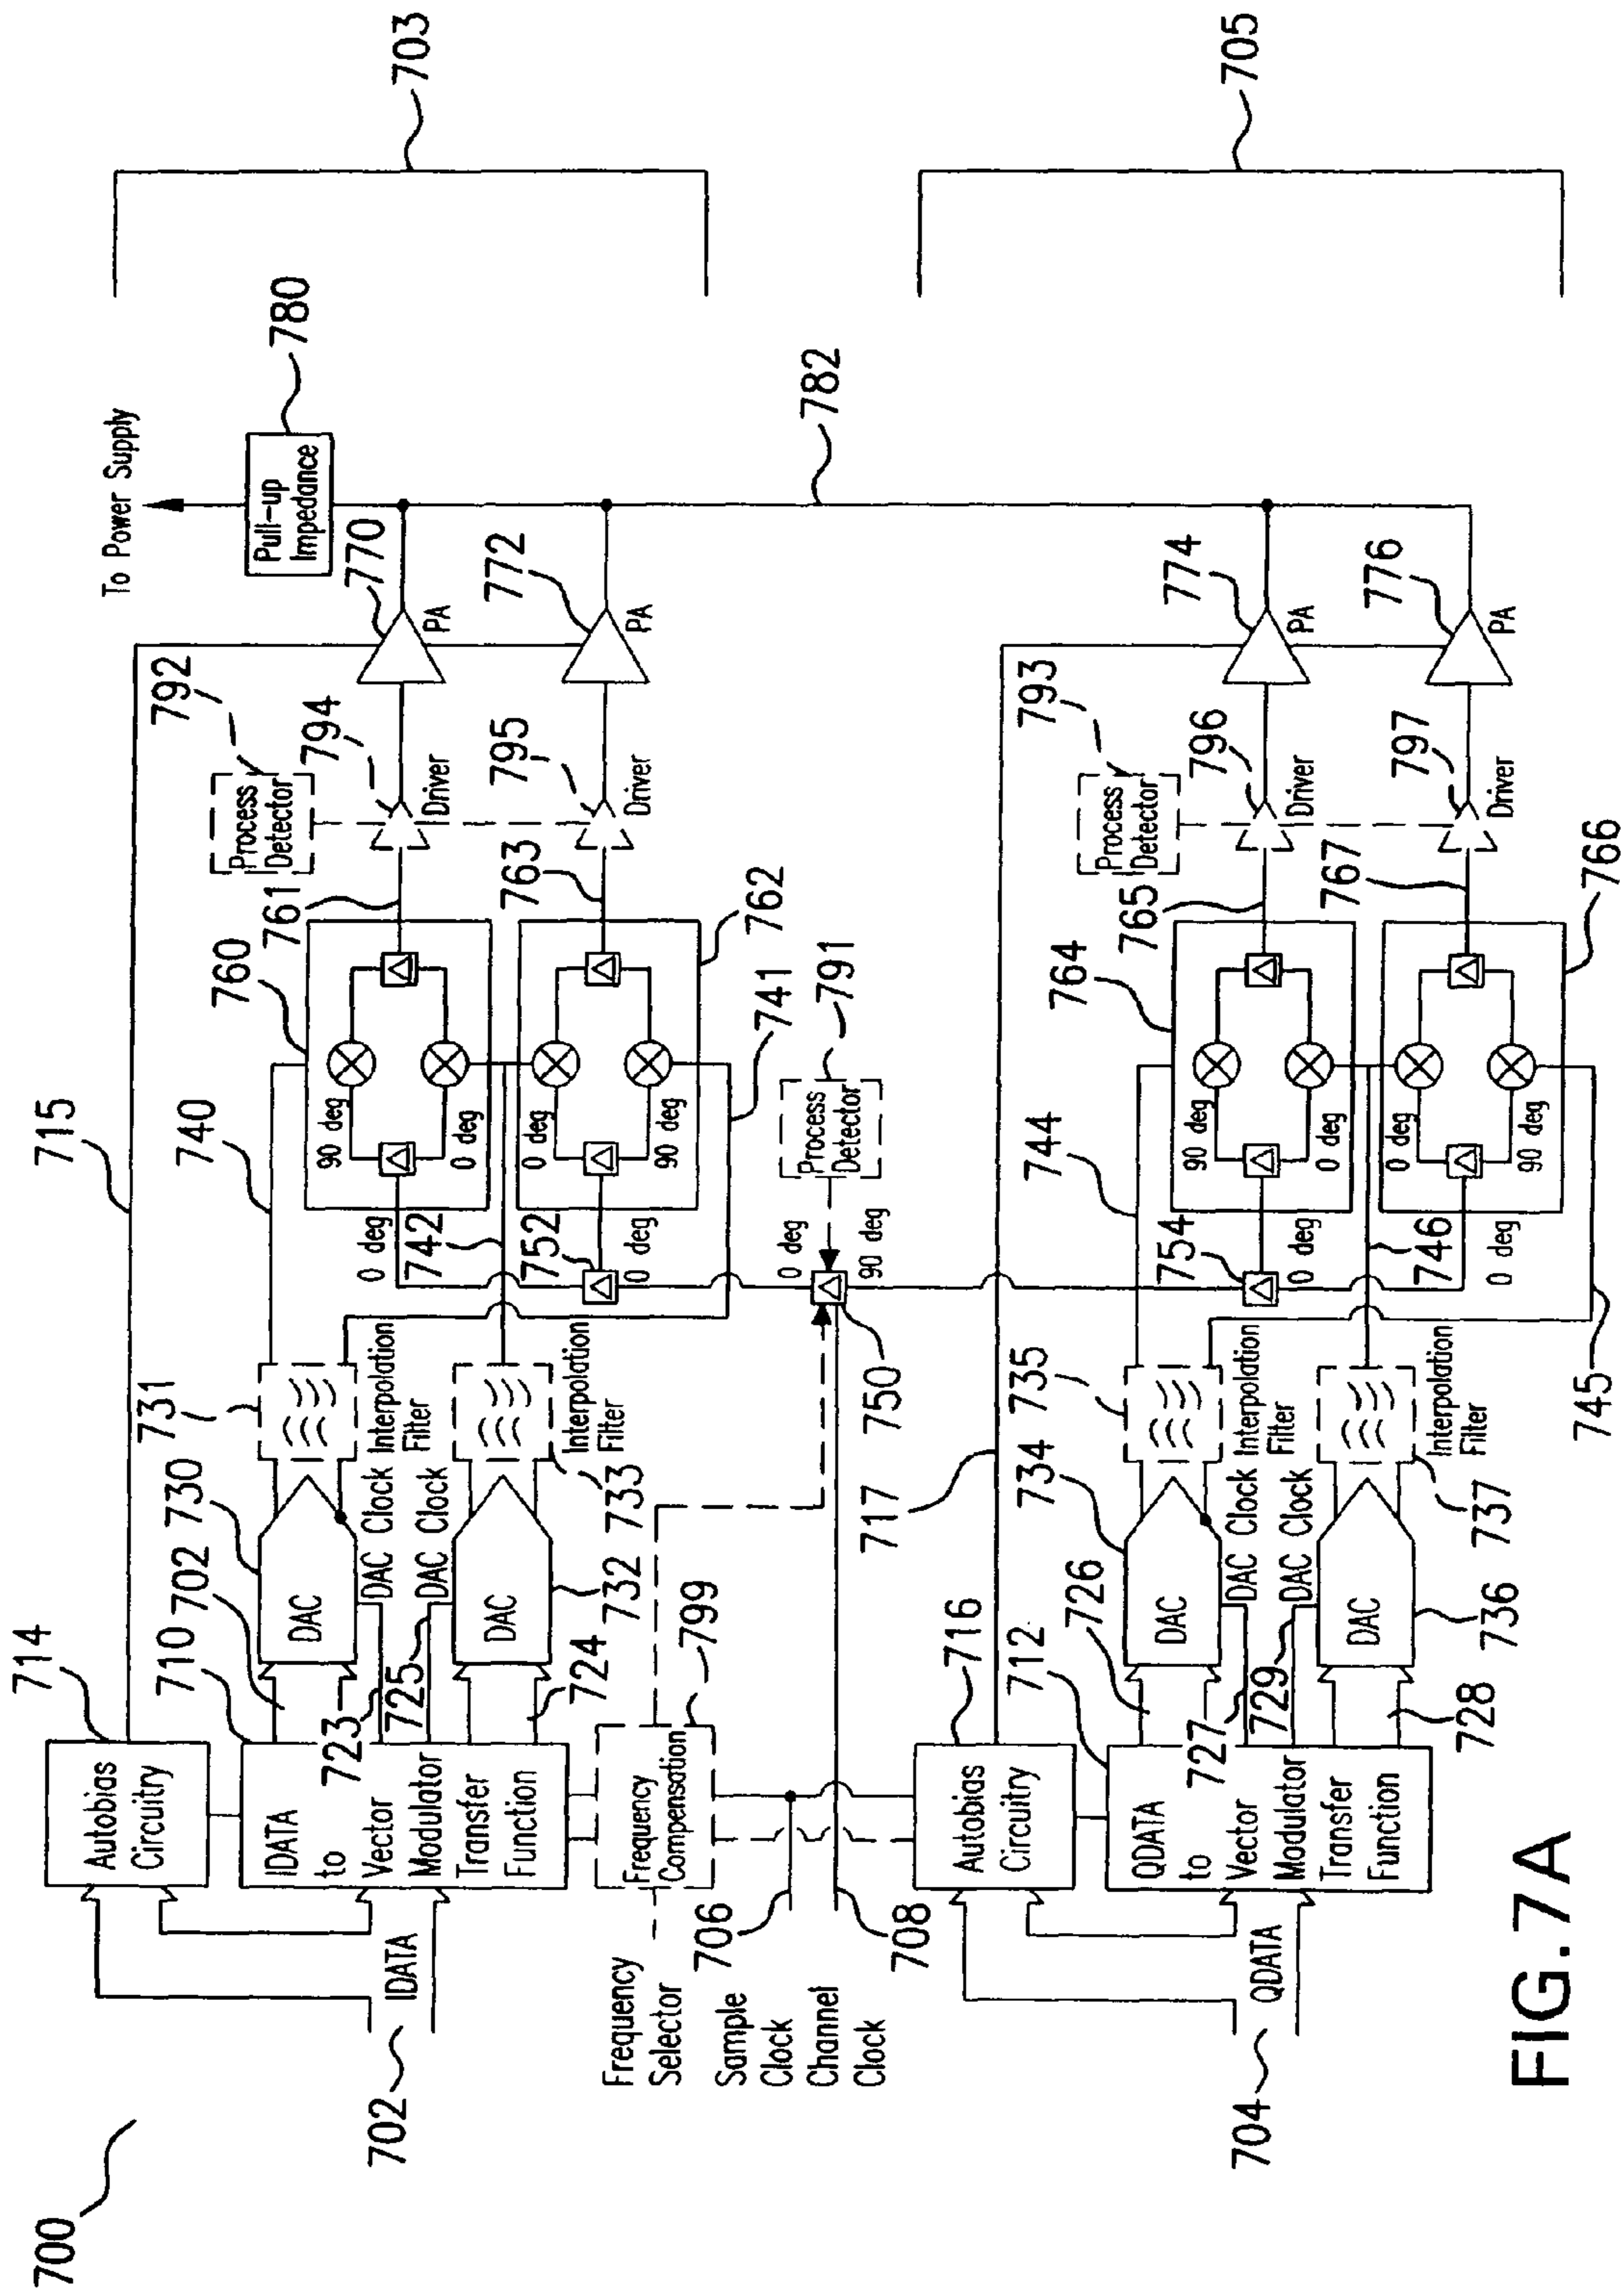 700
702
IDATA
714
Autobias
Circuitry
715
710
IDATA
to
Vector
Modulator
Transfer
Function
702
723
725
724
730
DAC
DAC Clock
DAC Clock
DAC
732
731
Interpolation
Filter
733
Interpolation
Filter
740
742
741
752
0 deg
0 deg
760
90 deg
0 deg
0 deg
90 deg
762
761
763
792
Process
Detector
794
Driver
795
Driver
770
PA
772
PA
To Power Supply
Pull-up
Impedance
780
782
703
Frequency
Selector
Frequency
Compensation
799
Sample
Clock
706
Channel
Clock
708
750
0 deg
90 deg
Process
Detector
791
704
QDATA
716
Autobias
Circuitry
717
712
QDATA
to
Vector
Modulator
Transfer
Function
726
727
729
728
734
DAC
DAC Clock
DAC Clock
DAC
736
735
Interpolation
Filter
737
Interpolation
Filter
744
746
745
754
0 deg
0 deg
764
90 deg
0 deg
0 deg
90 deg
766
765
767
793
Process
Detector
796
Driver
797
Driver
774
PA
776
PA
705
FIG.7A